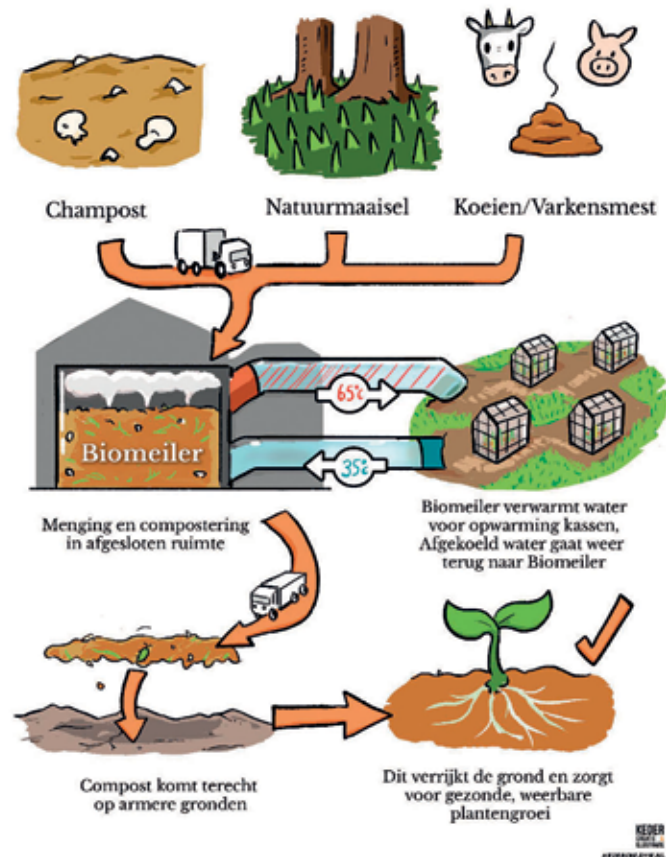 Champost
Natuurmaaisel
Koeien/Varkensmest
65°c
Biomeiler
35°c
Menging en compostering
in afgesloten ruimte
Biomeiler verwarmt water
voor opwarming kassen,
Afgekoeld water gaat weer
terug naar Biomeiler
Compost komt terecht
op armere gronden
Dit verrijkt de grond en zorgt
voor gezonde, weerbare
plantengroei
KEDER